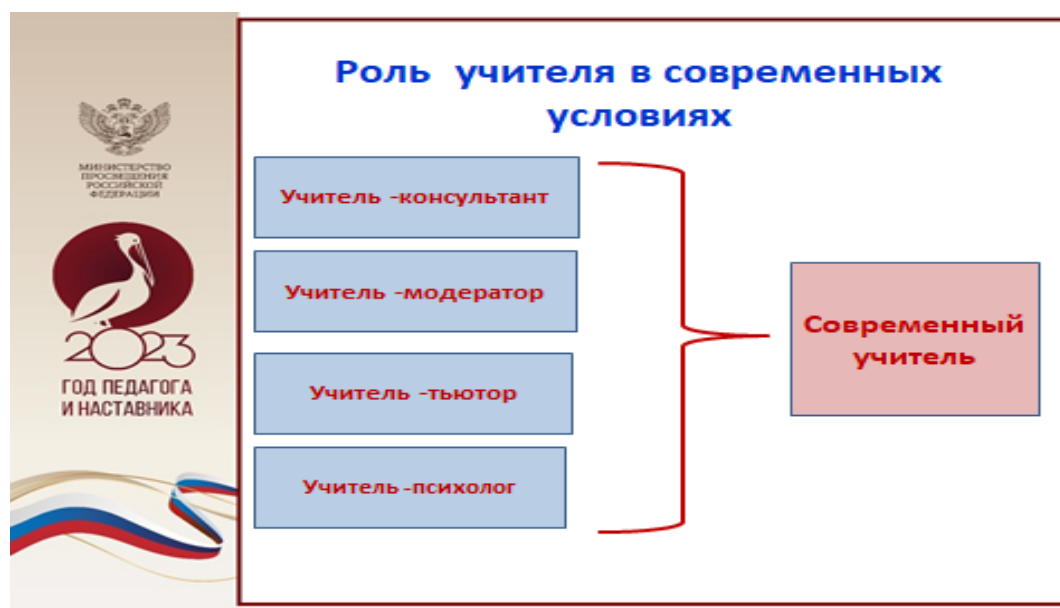 МИНИСТЕРСТВО
ПРОСВЕЩЕНИЯ
РОССИЙСКОЙ
ФЕДЕРАЦИИ
2023
ГОД ПЕДАГОГА
И НАСТАВНИКА
Роль учителя в современных
условиях
Учитель -консультант
Учитель -модератор
Учитель -тьютор
Учитель -психолог
Современный
учитель